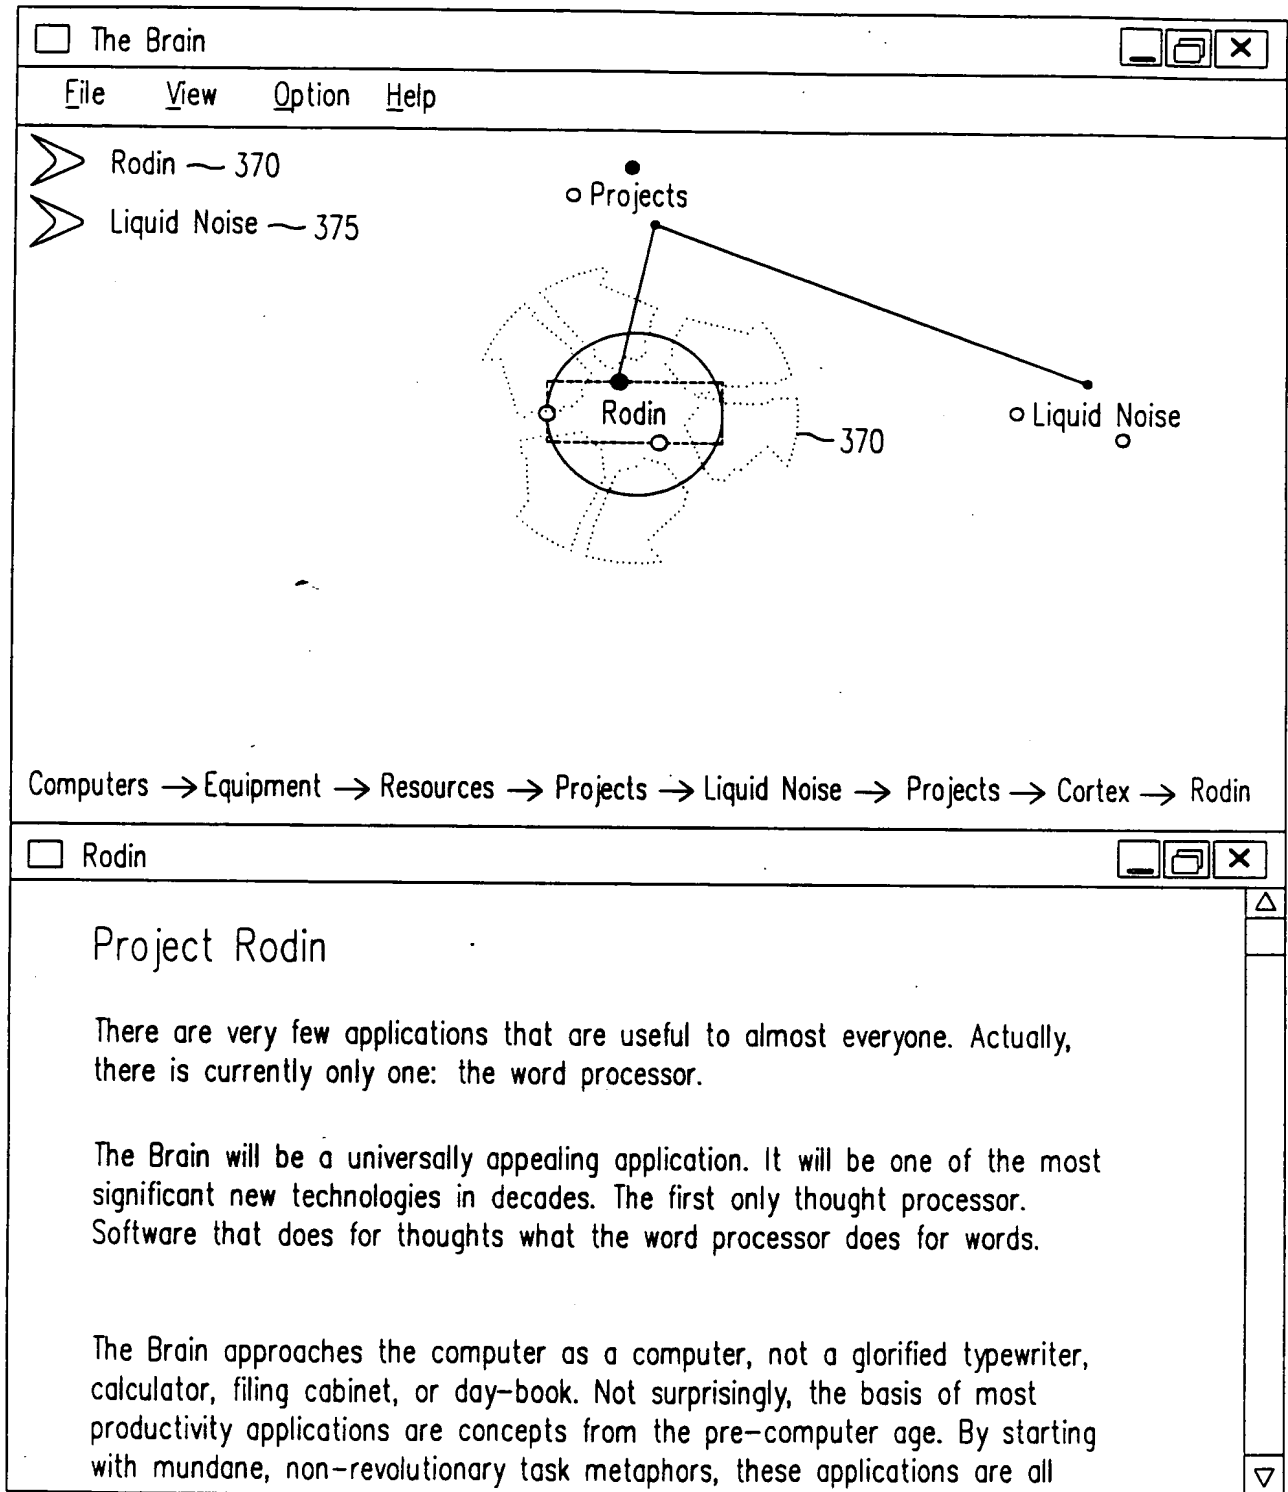 The Brain
File View Option Help
Rodin 370
Liquid Noise 375
Projects
Rodin
370
Liquid Noise
Computers → Equipment → Resources → Projects → Liquid Noise → Projects → Cortex → Rodin
Rodin
Project Rodin
There are very few applications that are useful to almost everyone. Actually,
there is currently only one: the word processor.
The Brain will be a universally appealing application. It will be one of the most
significant new technologies in decades. The first only thought processor.
Software that does for thoughts what the word processor does for words.
The Brain approaches the computer as a computer, not a glorified typewriter,
calculator, filing cabinet, or day-book. Not surprisingly, the basis of most
productivity applications are concepts from the pre-computer age. By starting
with mundane, non-revolutionary task metaphors, these applications are all